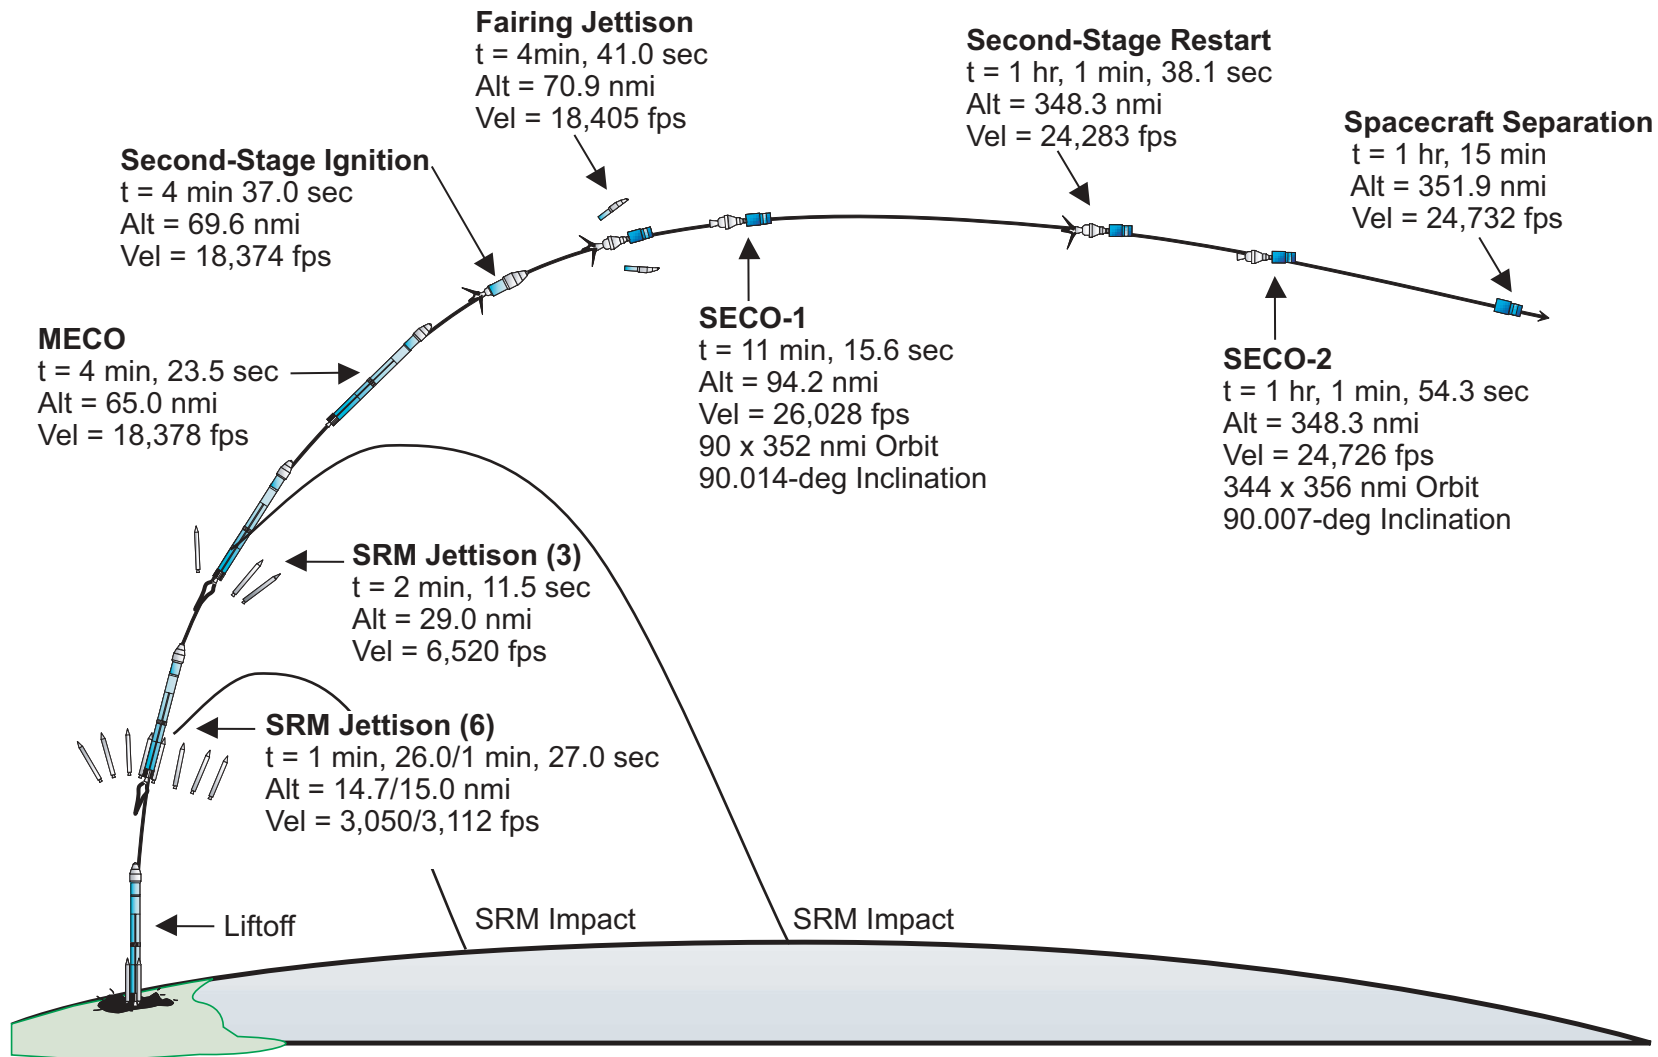 Fairing Jettison
t = 4min, 41.0 sec
Alt = 70.9 nmi
Vel = 18,405 fps
Second-Stage Restart
t = 1 hr, 1 min, 38.1 sec
Alt = 348.3 nmi
Vel = 24,283 fps
Spacecraft Separation
t = 1 hr, 15 min
Alt = 351.9 nmi
Vel = 24,732 fps
Second-Stage Ignition
t = 4 min 37.0 sec
Alt = 69.6 nmi
Vel = 18,374 fps
MECO
t = 4 min, 23.5 sec
Alt = 65.0 nmi
Vel = 18,378 fps
SECO-1
t = 11 min, 15.6 sec
Alt = 94.2 nmi
Vel = 26,028 fps
90 x 352 nmi Orbit
90.014-deg Inclination
SECO-2
t = 1 hr, 1 min, 54.3 sec
Alt = 348.3 nmi
Vel = 24,726 fps
344 x 356 nmi Orbit
90.007-deg Inclination
SRM Jettison (3)
t = 2 min, 11.5 sec
Alt = 29.0 nmi
Vel = 6,520 fps
SRM Jettison (6)
t = 1 min, 26.0/1 min, 27.0 sec
Alt = 14.7/15.0 nmi
Vel = 3,050/3,112 fps
Liftoff
SRM Impact
SRM Impact